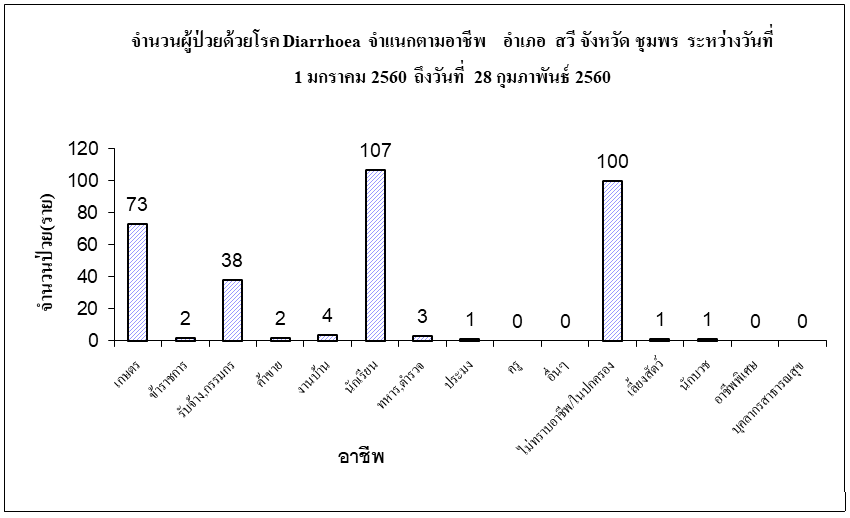 จำนวนผู้ป่วยด้วยโรค Diarrhoea จำแนกตามอาชีพ อำเภอ สวี จังหวัด ชุมพร ระหว่างวันที่
1 มกราคม 2560 ถึงวันที่ 28 กุมภาพันธ์ 2560
จำนวนป่วย(ราย)
120
100
80
60
40
20
0
73
2
38
2
4
107
3
1
0
0
100
1
1
0
0
เกษตร
ข้าราชการ
รับจ้าง,กรรมกร
ค้าขาย
งานบ้าน
นักเรียน
ทหาร,ตำรวจ
ประมง
ครู
อื่นๆ
ไม่ทราบอาชีพ/ในปกครอง
เลี้ยงสัตว์
นักบวช
อาชีพพิเศษ
บุคลากรสาธารณสุข
อาชีพ